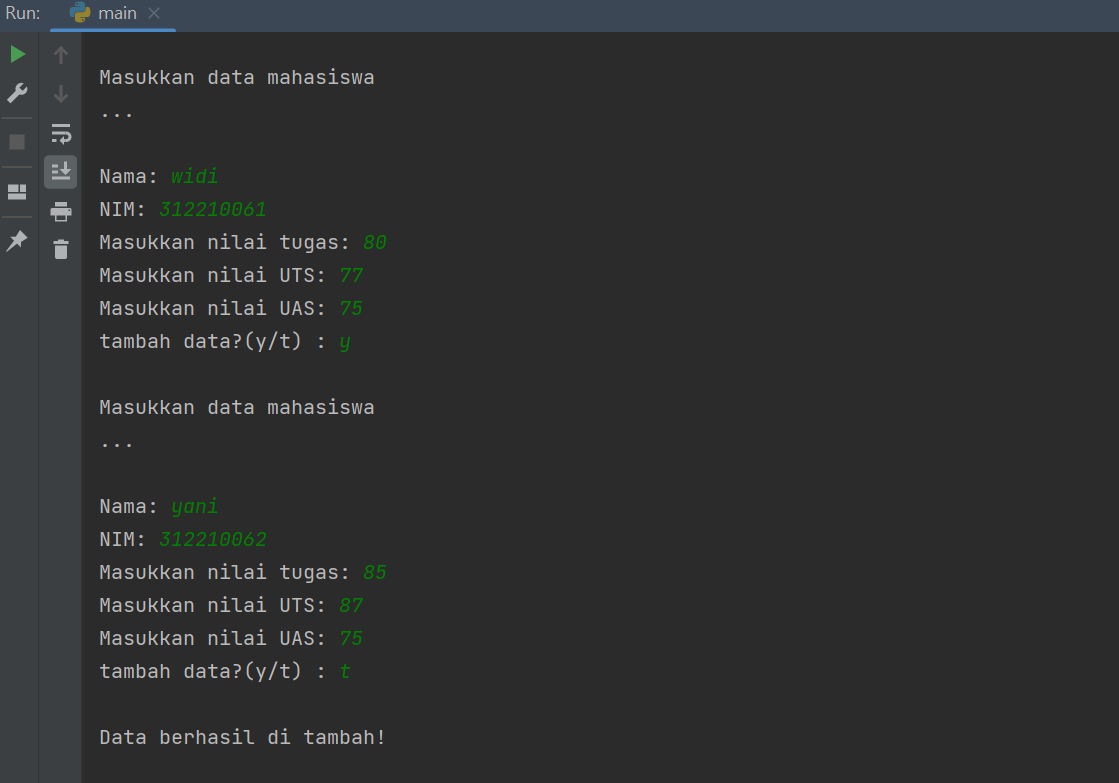 Run: main
Masukkan data mahasiswa
...
Nama: widi
NIM: 312210061
Masukkan nilai tugas: 80
Masukkan nilai UTS: 77
Masukkan nilai UAS: 75
tambah data?(y/t) : y
Masukkan data mahasiswa
...
Nama: yani
NIM: 312210062
Masukkan nilai tugas: 85
Masukkan nilai UTS: 87
Masukkan nilai UAS: 75
tambah data?(y/t) : t
Data berhasil di tambah!